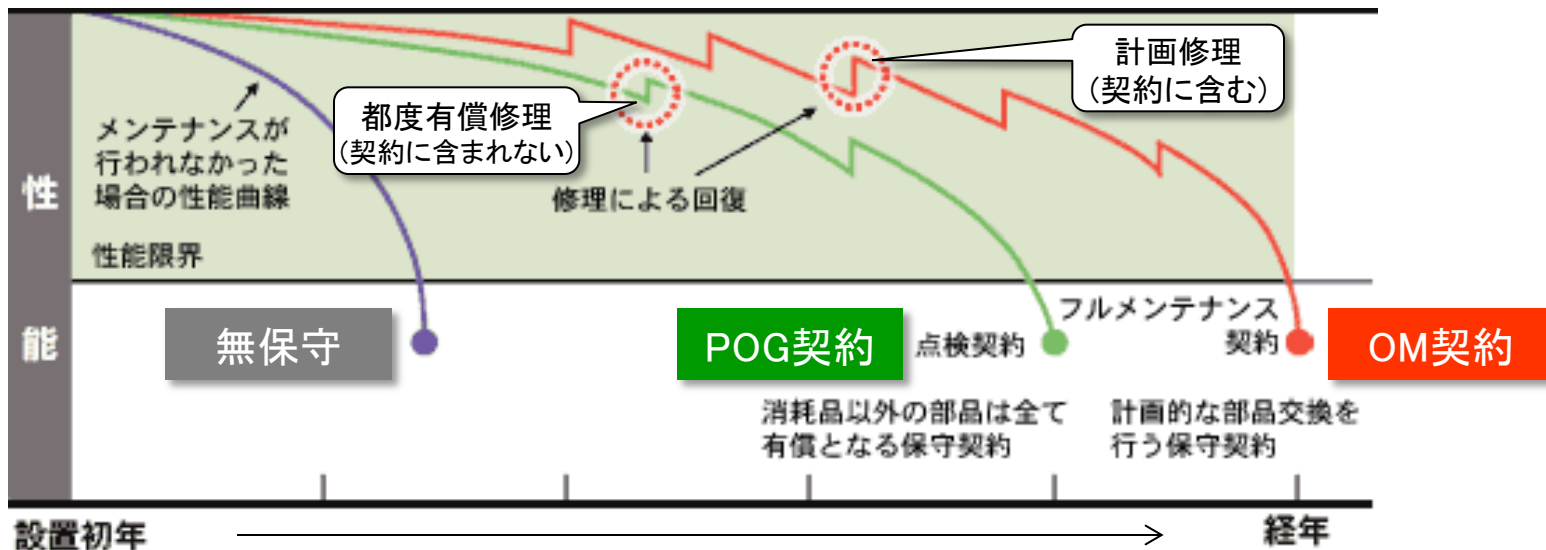 計画修理
(契約に含む)
都度有償修理
(契約に含まれない)
メンテナンスが
行われなかった
場合の性能曲線
修理による回復
性能限界
性
能
無保守
POG契約
点検契約
フルメンテナンス
契約
OM契約
消耗品以外の部品は全て
有償となる保守契約
計画的な部品交換を
行う保守契約
設置初年
経年